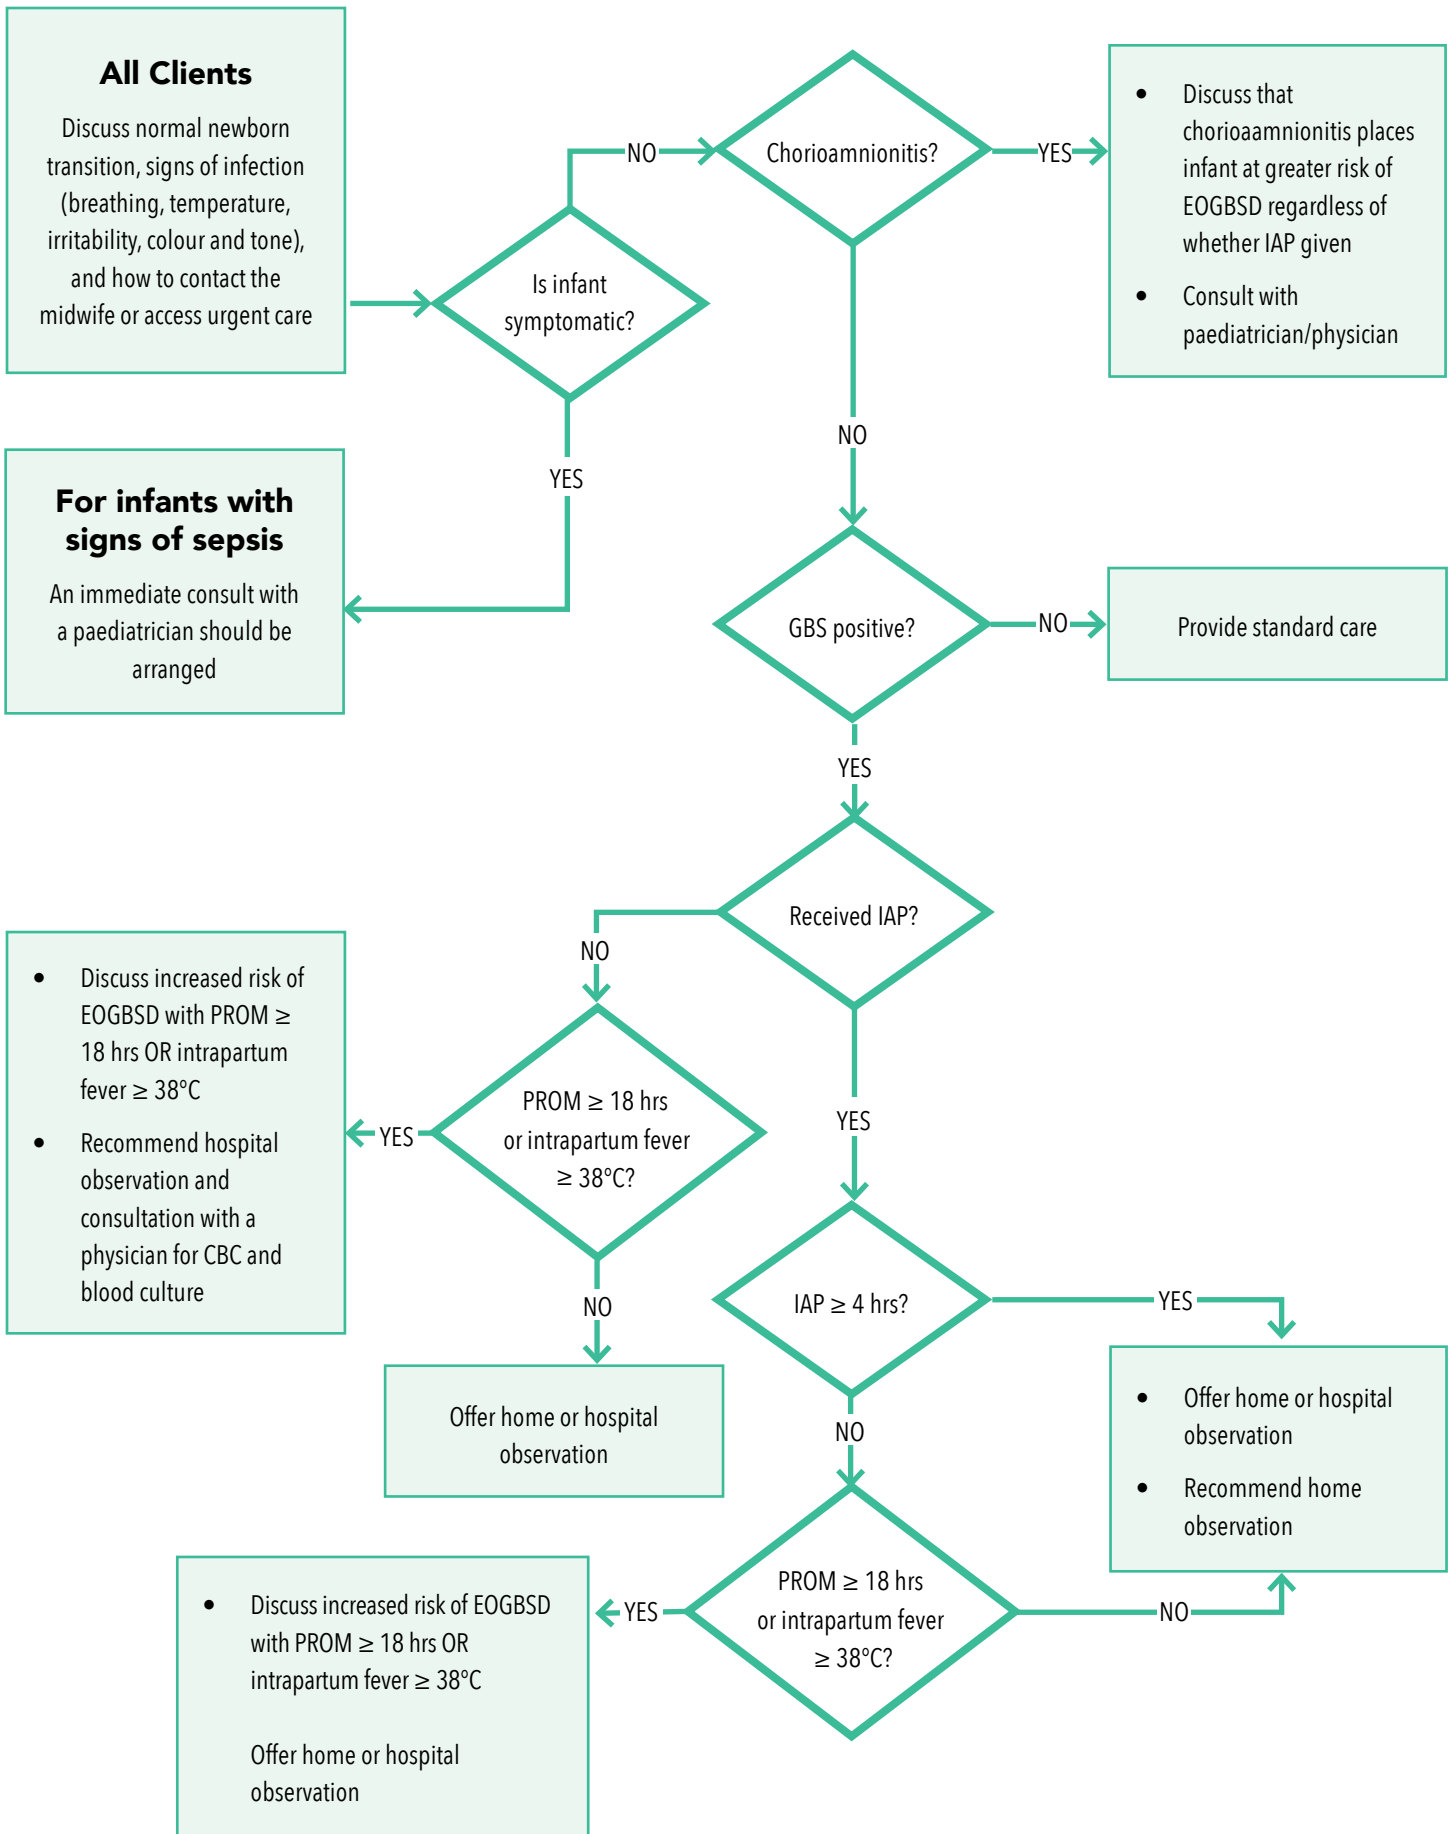 All Clients
Discuss normal newborn
transition, signs of infection
(breathing, temperature,
irritability, colour and tone),
and how to contact the
midwife or access urgent care
Is infant
symptomatic?
NO
Chorioamnionitis?
YES
• Discuss that
chorioaamnionitis places
infant at greater risk of
EOGBSD regardless of
whether IAP given
• Consult with
paediatrician/physician
YES
For infants with
signs of sepsis
An immediate consult with
a paediatrician should be
arranged
NO
GBS positive?
NO
Provide standard care
YES
Received IAP?
NO
PROM ≥ 18 hrs
or intrapartum fever
≥ 38°C?
YES
• Discuss increased risk of
EOGBSD with PROM ≥
18 hrs OR intrapartum
fever ≥ 38°C
• Recommend hospital
observation and
consultation with a
physician for CBC and
blood culture
NO
Offer home or hospital
observation
YES
IAP ≥ 4 hrs?
YES
• Offer home or hospital
observation
• Recommend home
observation
NO
PROM ≥ 18 hrs
or intrapartum fever
≥ 38°C?
NO
YES
• Discuss increased risk of EOGBSD
with PROM ≥ 18 hrs OR
intrapartum fever ≥ 38°C
Offer home or hospital
observation